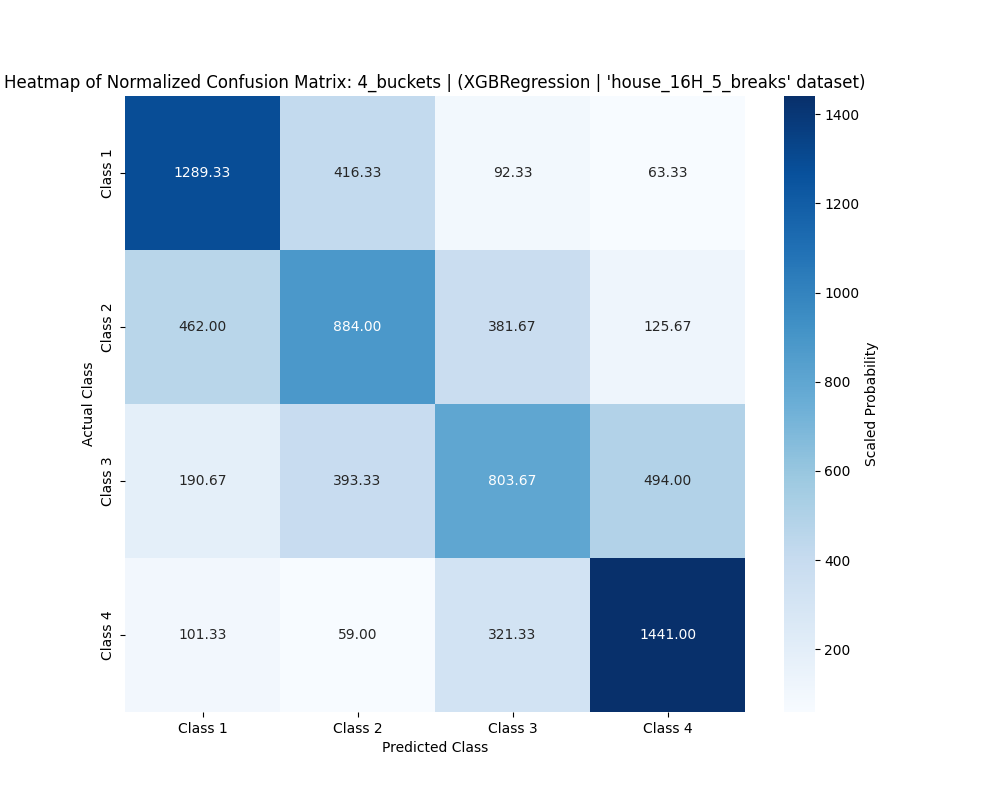 Heatmap of Normalized Confusion Matrix: 4_buckets | (XGBRegression | 'house_16H_5_breaks' dataset)
Class 1
1289.33
416.33
92.33
63.33
Class 2
462.00
884.00
381.67
125.67
Class 3
190.67
393.33
803.67
494.00
Class 4
101.33
59.00
321.33
1441.00
Actual Class
Class 1
Class 2
Class 3
Class 4
Predicted Class
1400
1200
1000
800
600
400
200
Scaled Probability